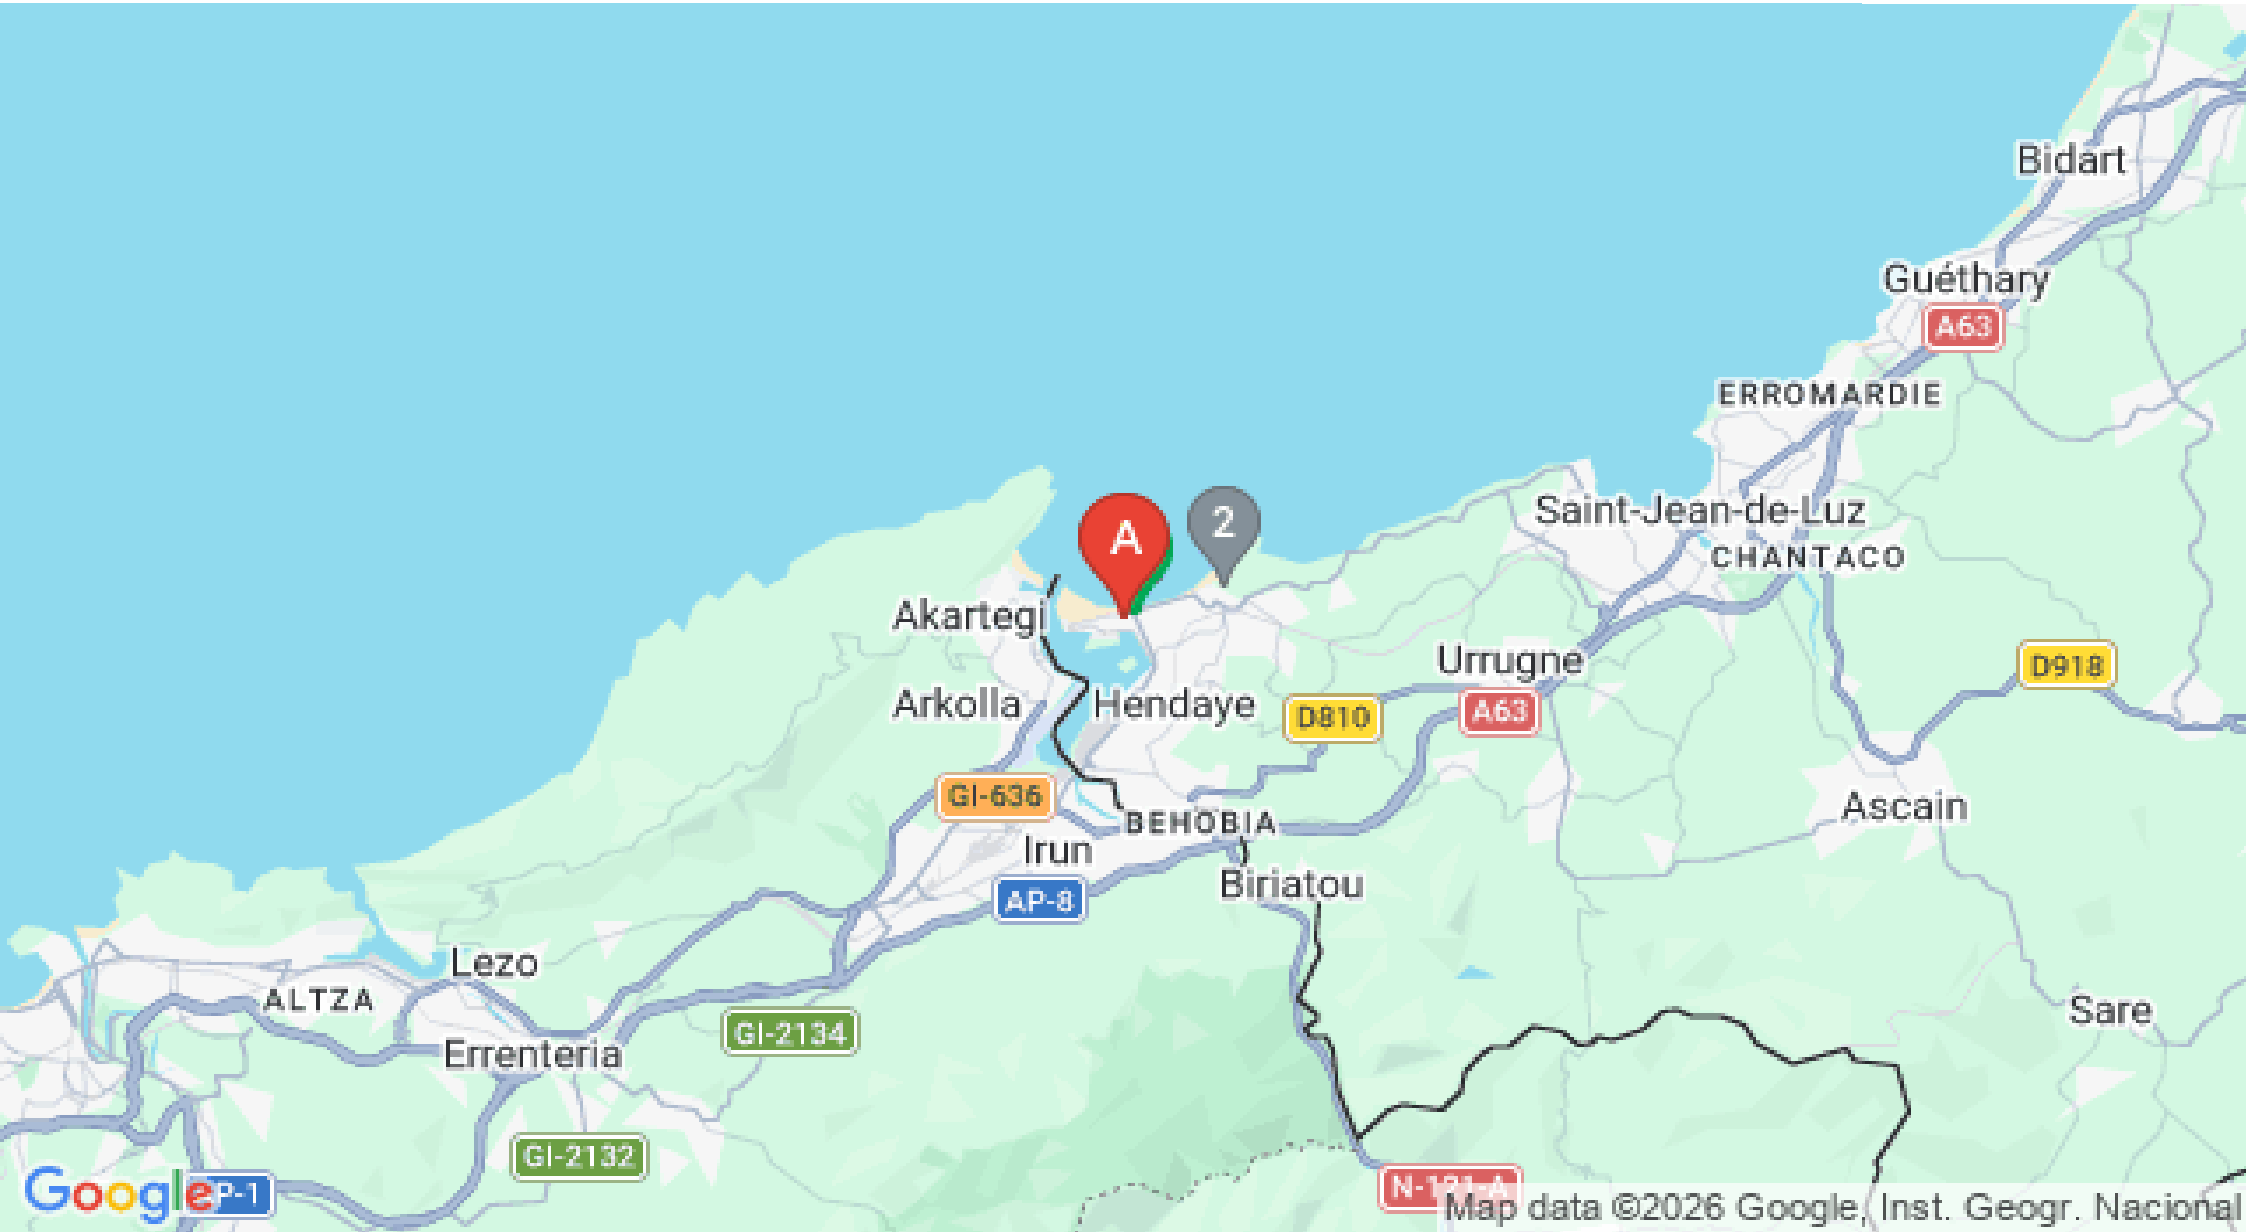 Bidart
Guéthary
A63
ERROMARDIE
A
2
Saint-Jean-de-Luz
CHANTACO
Akartegi
Urrugne
D918
Arkolla
Hendaye
D810
A63
GI-636
Ascain
BEHOBIA
Irun
Biriatou
AP-8
Lezo
ALTZA
Sare
GI-2134
Errenteria
GI-2132
Google
P-1
N-121-A
Map data ©2026 Google, Inst. Geogr. Nacional